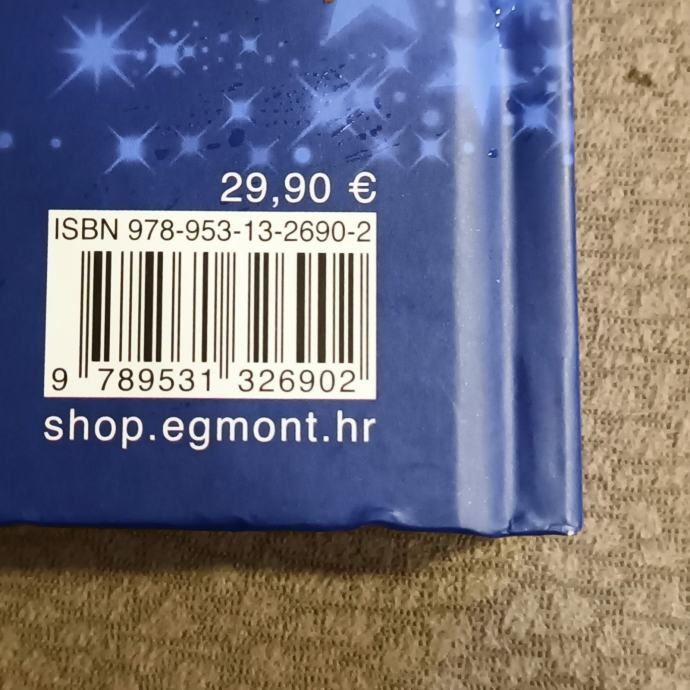 29,90 €
ISBN 978-953-13-2690-2
9 789531 326902
shop.egmont.hr